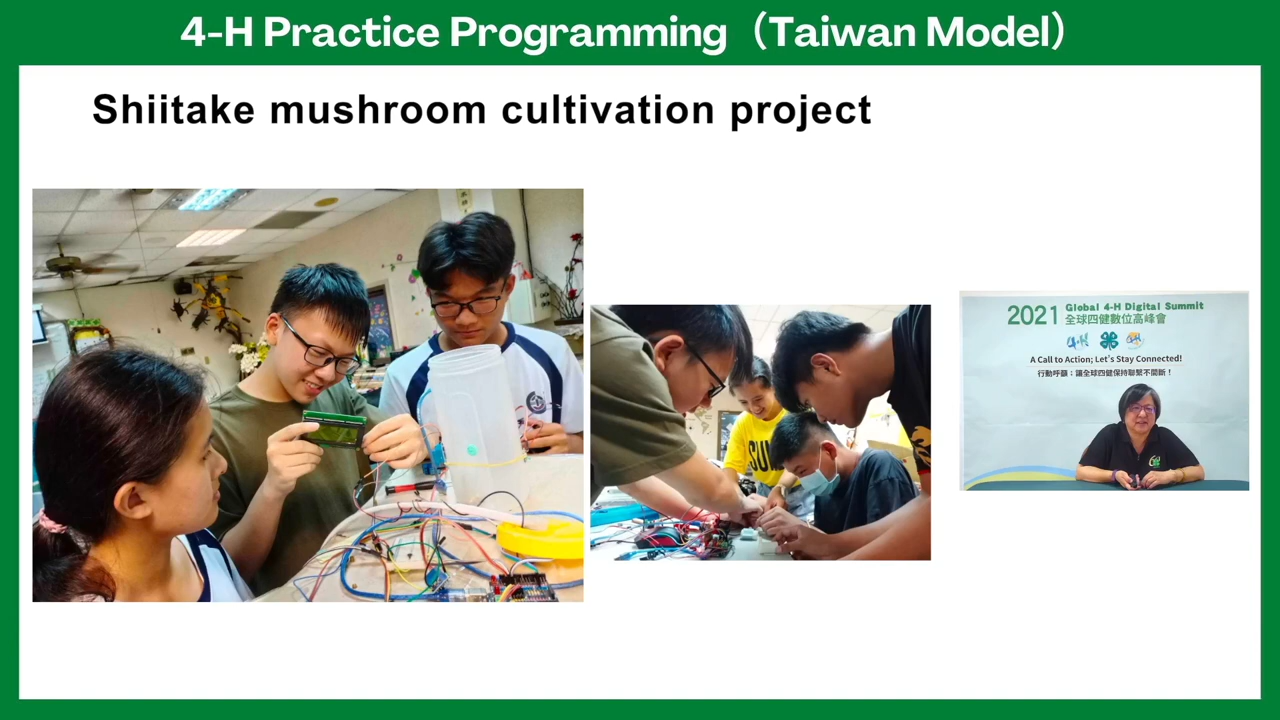 4-H Practice Programming（Taiwan Model）
Shiitake mushroom cultivation project
SUM
2021 Global 4-H Digital Summit
全球四健數位高峰會
A Call to Action; Let's Stay Connected!
行動呼籲；讓全球四健保持聯繫不間斷！